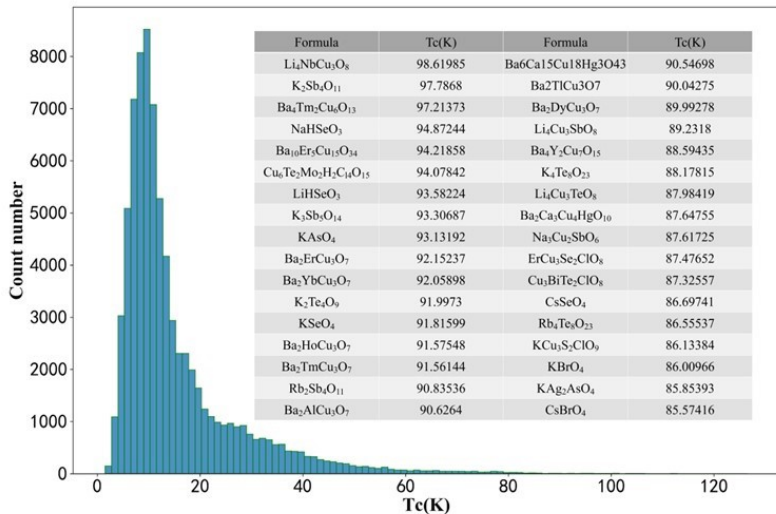 8000
7000
6000
5000
4000
3000
2000
1000
0
Count number
Formula Tc(K) Formula Tc(K)
Li₄NbCu₃O₈ 98.61985 Ba6Ca15Cu18Hg3O43 90.54698
K₂Sb₄O₁₁ 97.7868 Ba2TlCu3O7 90.04275
Ba₄Tm₂Cu₆O₁₃ 97.21373 Ba₂DyCu₃O₇ 89.99278
NaHSeO₃ 94.87244 Li₄Cu₃SbO₈ 89.2318
Ba₁₀Er₅Cu₁₅O₃₄ 94.21858 Ba₄Y₂Cu₇O₁₅ 88.59435
Cu₆Te₂Mo₂H₂Cl₄O₁₅ 94.07842 K₄Te₈O₂₃ 88.17815
LiHSeO₃ 93.58224 Li₄Cu₃TeO₈ 87.98419
K₃Sb₅O₁₄ 93.30687 Ba₂Ca₃Cu₄HgO₁₀ 87.64755
KAsO₄ 93.13192 Na₃Cu₂SbO₆ 87.61725
Ba₂ErCu₃O₇ 92.15237 ErCu₃Se₂ClO₈ 87.47652
Ba₂YbCu₃O₇ 92.05898 Cu₃BiTe₂ClO₈ 87.32557
K₂Te₄O₉ 91.9973 CsSeO₄ 86.69741
KSeO₄ 91.81599 Rb₄Te₈O₂₃ 86.55537
Ba₂HoCu₃O₇ 91.57548 KCu₃S₂ClO₉ 86.13384
Ba₂TmCu₃O₇ 91.56144 KBrO₄ 86.00966
Rb₂Sb₄O₁₁ 90.83536 KAg₂AsO₄ 85.85393
Ba₂AlCu₃O₇ 90.6264 CsBrO₄ 85.57416
0 20 40 60 80 100 120
Tc(K)